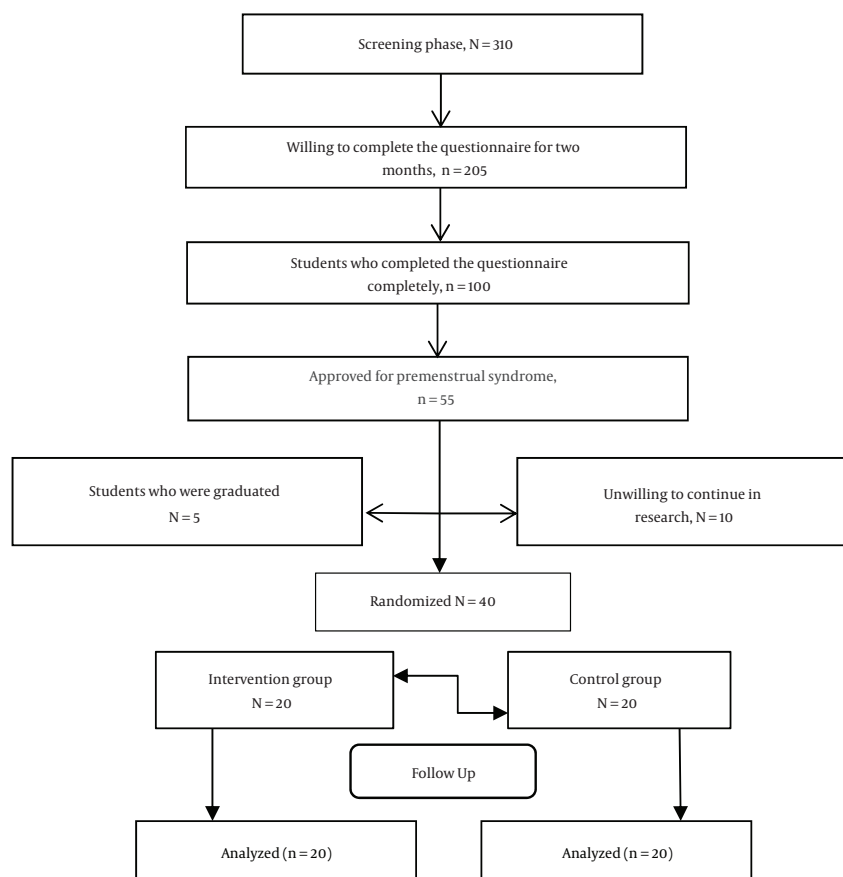 Screening phase, N = 310
Willing to complete the questionnaire for two
months, n = 205
Students who completed the questionnaire
completely, n = 100
Approved for premenstrual syndrome,
n = 55
Students who were graduated
N = 5
Unwilling to continue in
research, N = 10
Randomized N = 40
Intervention group
N = 20
Control group
N = 20
Follow Up
Analyzed (n = 20)
Analyzed (n = 20)